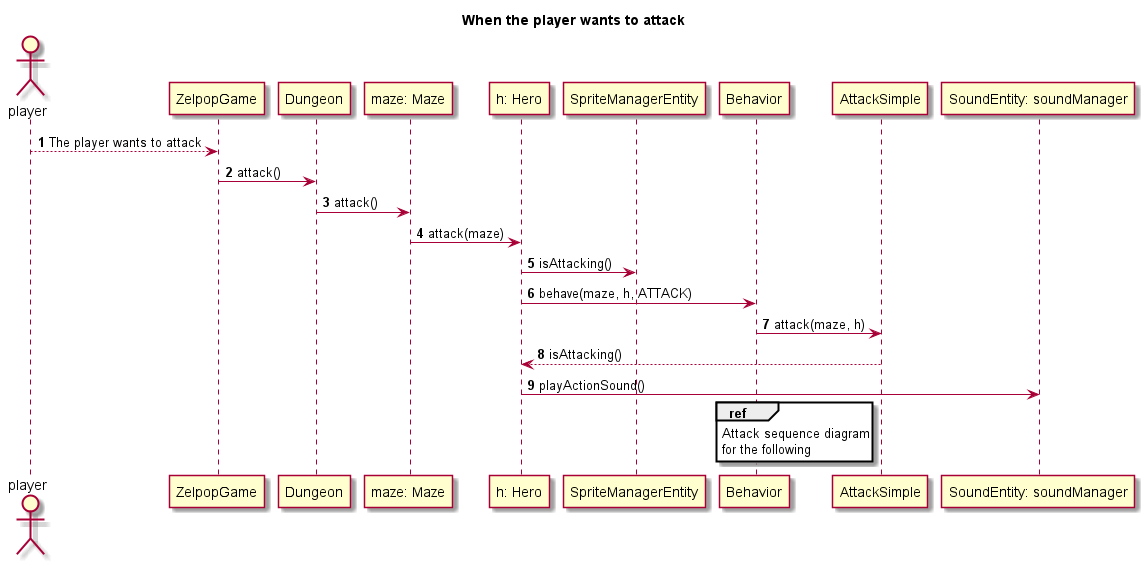 When the player wants to attack
player
ZelpopGame
Dungeon
maze: Maze
h: Hero
SpriteManagerEntity
Behavior
AttackSimple
SoundEntity: soundManager
1 The player wants to attack
2 attack()
3 attack()
4 attack(maze)
5 isAttacking()
6 behave(maze, h, ATTACK)
7 attack(maze, h)
8 isAttacking()
9 playActionSound()
ref
Attack sequence diagram
for the following
player
ZelpopGame
Dungeon
maze: Maze
h: Hero
SpriteManagerEntity
Behavior
AttackSimple
SoundEntity: soundManager